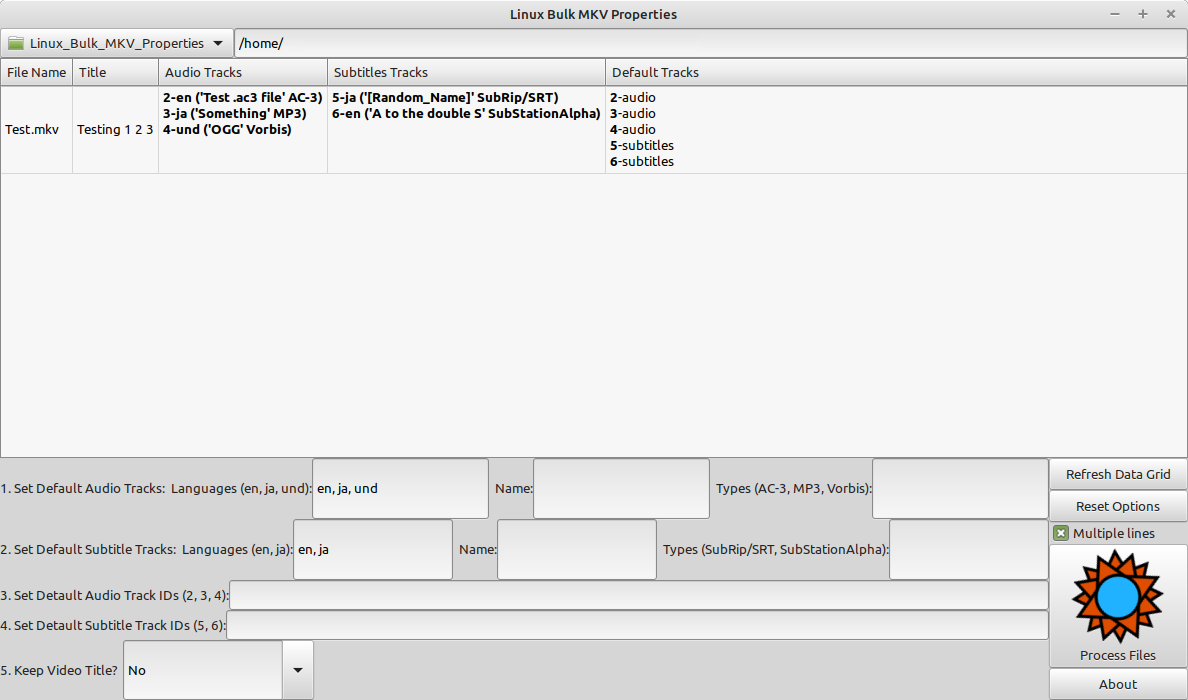 Linux Bulk MKV Properties
Linux_Bulk_MKV_Properties /home/
File Name Title Audio Tracks Subtitles Tracks Default Tracks
Test.mkv Testing 1 2 3
2-en ('Test .ac3 file' AC-3)
3-ja ('Something' MP3)
4-und ('OGG' Vorbis)
5-ja ('[Random_Name]' SubRip/SRT)
6-en ('A to the double S' SubStationAlpha)
2-audio
3-audio
4-audio
5-subtitles
6-subtitles
1. Set Default Audio Tracks: Languages (en, ja, und): en, ja, und Name: Types (AC-3, MP3, Vorbis):
2. Set Default Subtitle Tracks: Languages (en, ja): en, ja Name: Types (SubRip/SRT, SubStationAlpha):
3. Set Detault Audio Track IDs (2, 3, 4):
4. Set Detault Subtitle Track IDs (5, 6):
5. Keep Video Title? No
Refresh Data Grid
Reset Options
Multiple lines
Process Files
About